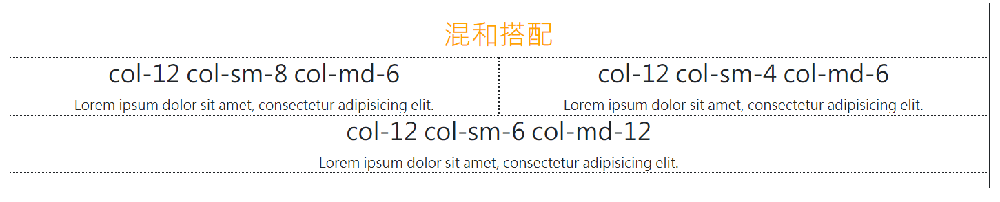 混和搭配
col-12 col-sm-8 col-md-6
Lorem ipsum dolor sit amet, consectetur adipisicing elit.
col-12 col-sm-4 col-md-6
Lorem ipsum dolor sit amet, consectetur adipisicing elit.
col-12 col-sm-6 col-md-12
Lorem ipsum dolor sit amet, consectetur adipisicing elit.